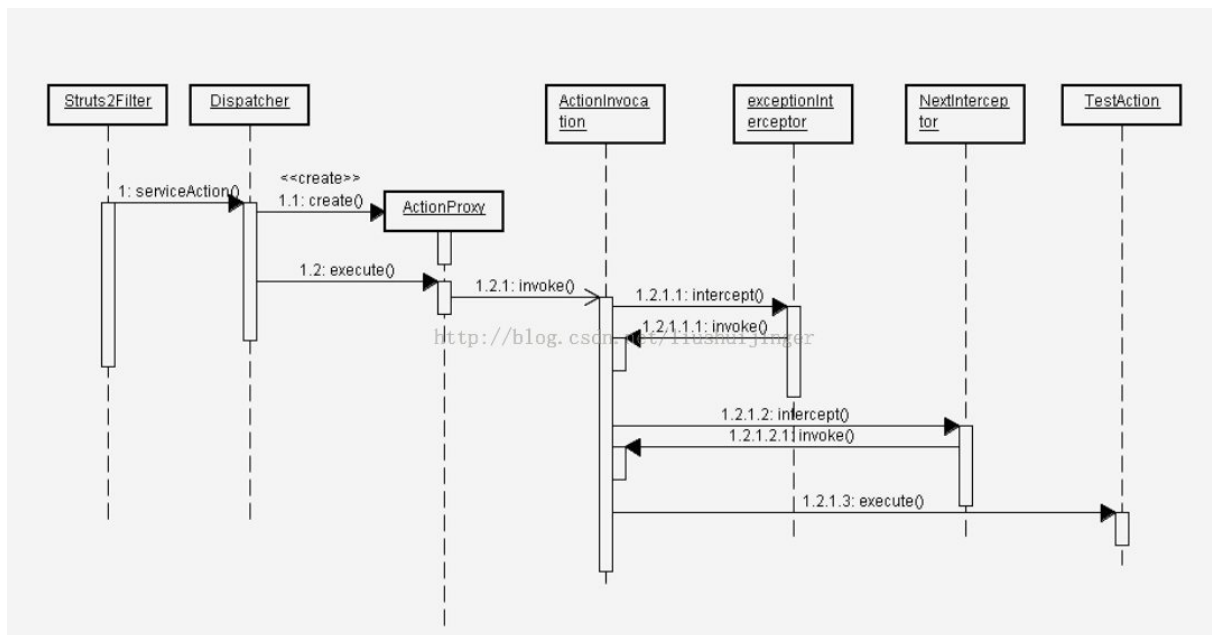 Struts2Filter
Dispatcher
ActionInvoca
tion
exceptionInt
erceptor
NextIntercep
tor
TestAction
1: serviceAction()
<<create>>
1.1: create()
ActionProxy
1.2: execute()
1.2.1: invoke()
1.2.1.1: intercept()
1.2.1.1.1: invoke()
http://blog.csdn.net/liushuijinger
1.2.1.2: intercept()
1.2.1.2.1: invoke()
1.2.1.3: execute()